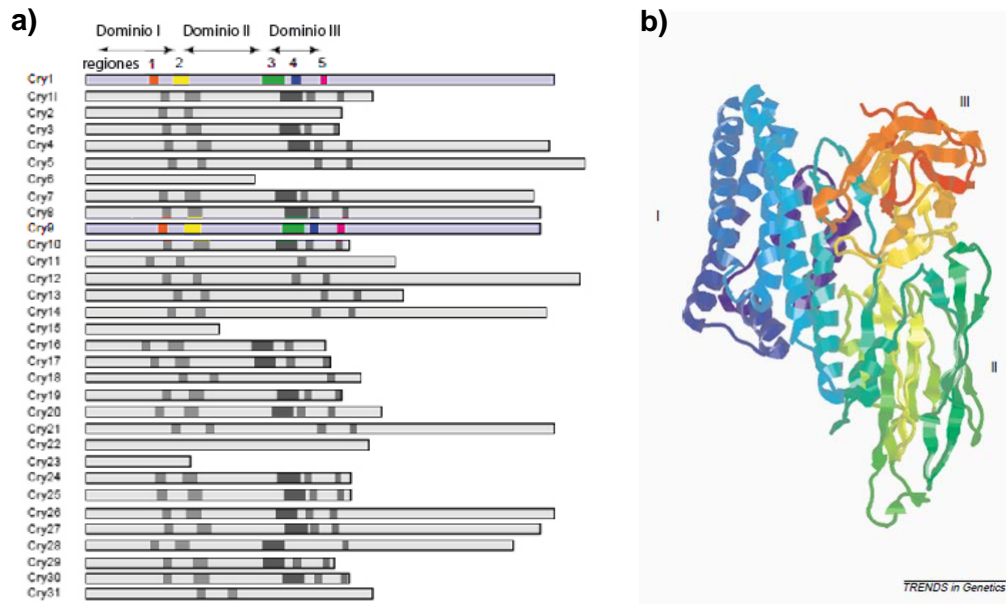 a)
Dominio I Dominio II Dominio III
regiones 1 2 3 4 5
Cry1
Cry1I
Cry2
Cry3
Cry4
Cry5
Cry6
Cry7
Cry8
Cry9
Cry10
Cry11
Cry12
Cry13
Cry14
Cry15
Cry16
Cry17
Cry18
Cry19
Cry20
Cry21
Cry22
Cry23
Cry24
Cry25
Cry26
Cry27
Cry28
Cry29
Cry30
Cry31
b)
III
I
II
TRENDS in Genetics